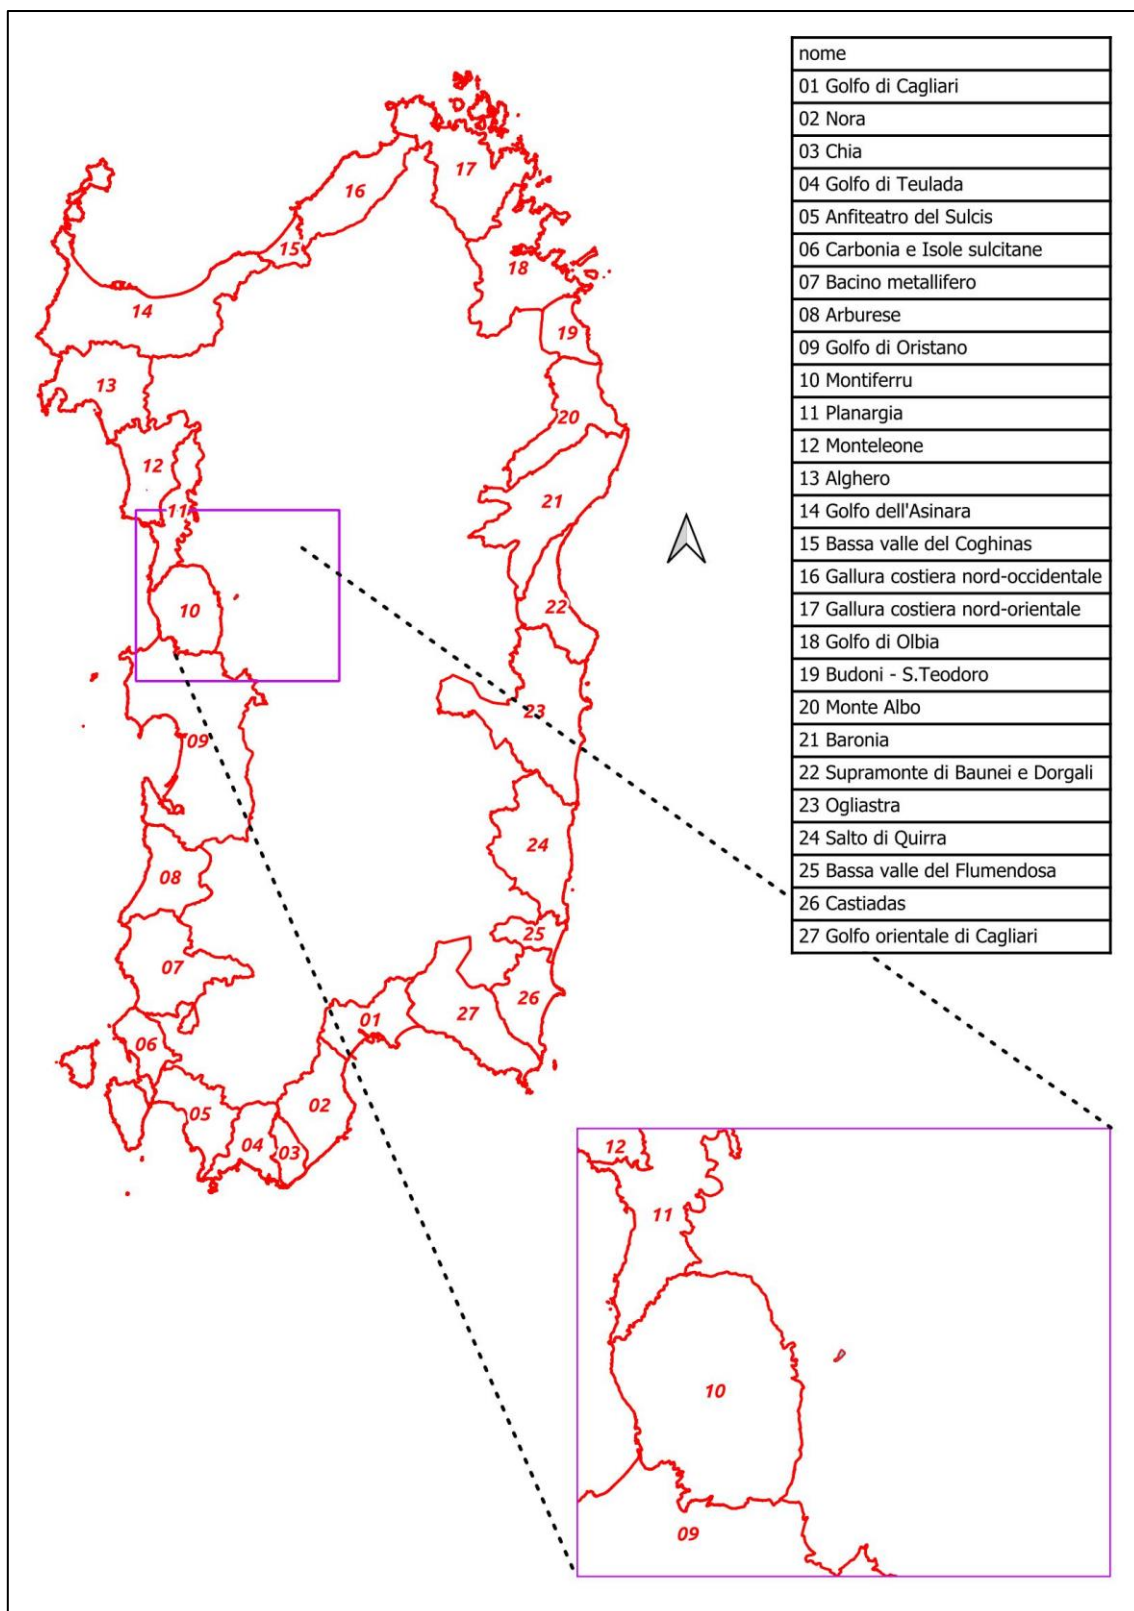 nome
01 Golfo di Cagliari
02 Nora
03 Chia
04 Golfo di Teulada
05 Anfiteatro del Sulcis
06 Carbonia e Isole sulcitane
07 Bacino metallifero
08 Arburese
09 Golfo di Oristano
10 Montiferru
11 Planargia
12 Monteleone
13 Alghero
14 Golfo dell'Asinara
15 Bassa valle del Coghinas
16 Gallura costiera nord-occidentale
17 Gallura costiera nord-orientale
18 Golfo di Olbia
19 Budoni - S.Teodoro
20 Monte Albo
21 Baronia
22 Supramonte di Baunei e Dorgali
23 Ogliastra
24 Salto di Quirra
25 Bassa valle del Flumendosa
26 Castiadas
27 Golfo orientale di Cagliari
17
16
15
18
14
19
13
20
12
21
11
22
10
23
09
24
08
25
07
26
27
01
06
02
05
04
03
12
11
10
09